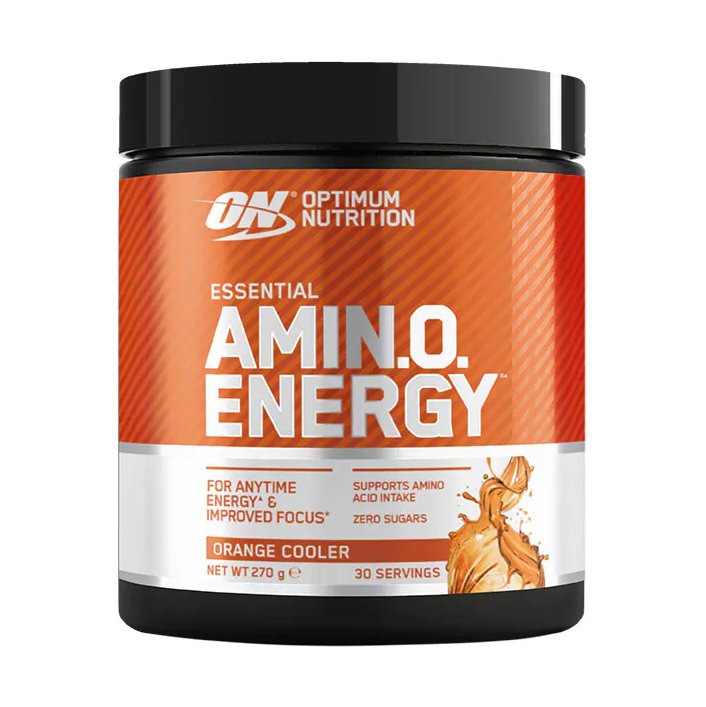 ON® OPTIMUM
NUTRITION
ESSENTIAL
AMIN.O.
ENERGY
FOR ANYTIME
ENERGY▲ &
IMPROVED FOCUS*
SUPPORTS AMINO
ACID INTAKE
ZERO SUGARS
ORANGE COOLER
NET WT 270 g ℮ 30 SERVINGS